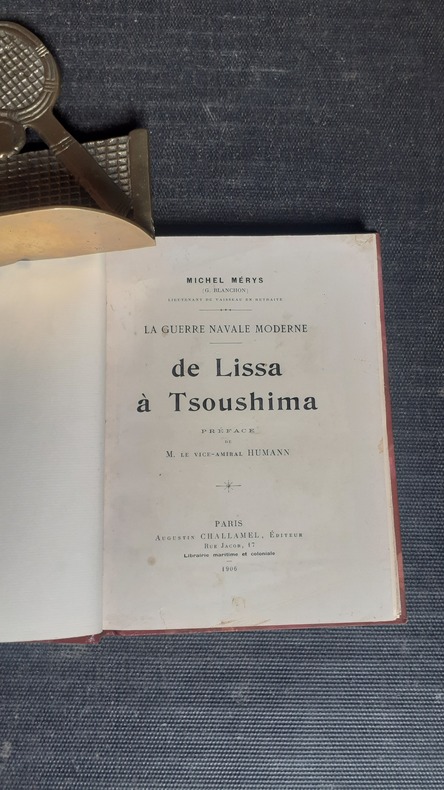 MICHEL MÉRYS
(G. BLANCHON)
LIEUTENANT DE VAISSEAU EN RETRAITE
LA GUERRE NAVALE MODERNE
de Lissa
à Tsoushima
PRÉFACE
DE
M. LE VICE-AMIRAL HUMANN
PARIS
AUGUSTIN CHALLAMEL, ÉDITEUR
RUE JACOB, 17
Librairie maritime et coloniale
1906